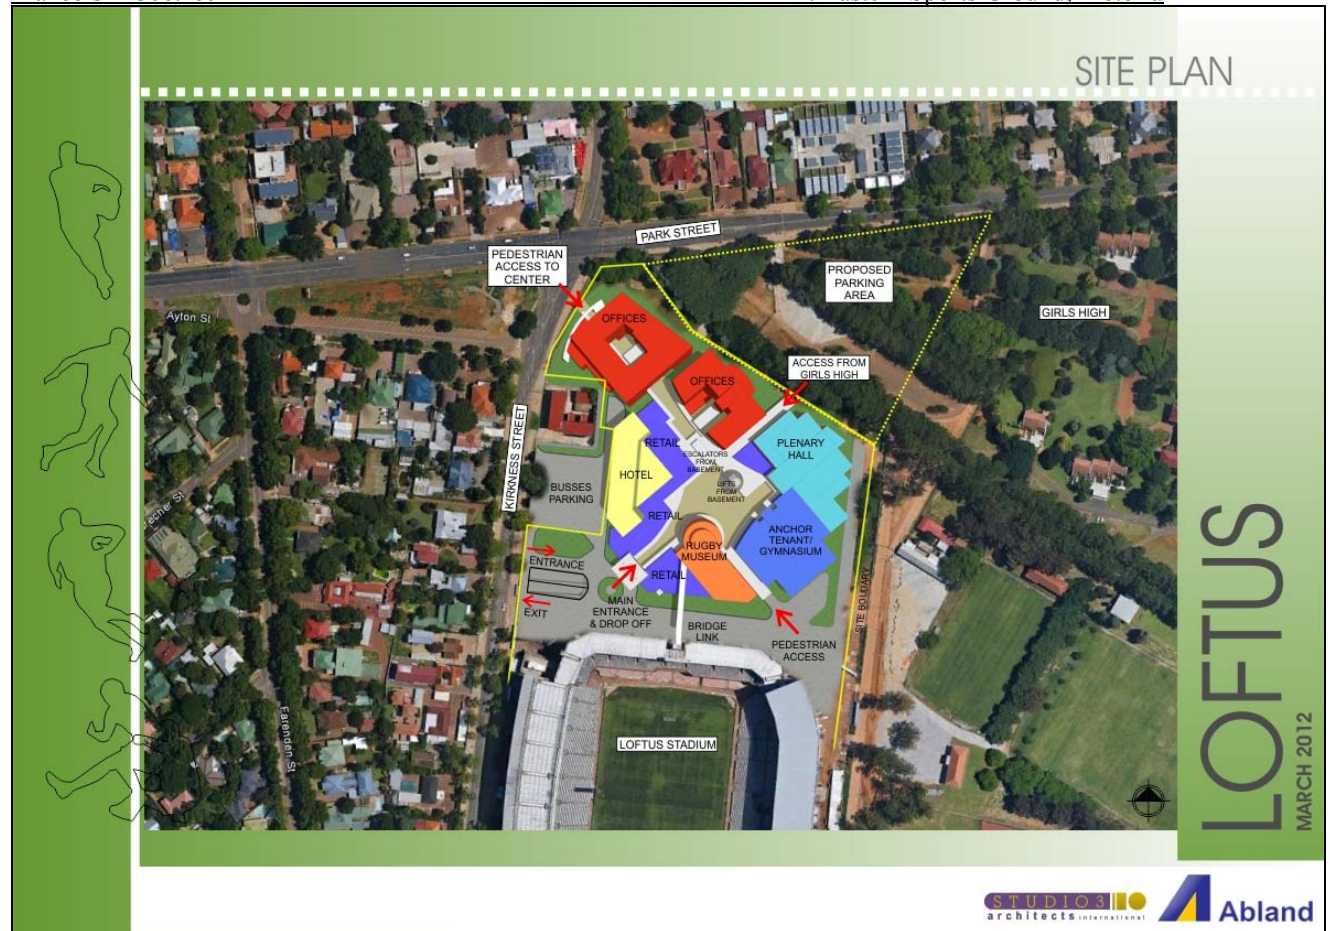 SITE PLAN
PARK STREET
PEDESTRIAN
ACCESS TO
CENTER
PROPOSED
PARKING
AREA
GIRLS HIGH
Ayton St
OFFICES
ACCESS FROM
GIRLS HIGH
OFFICES
KIRKNESS STREET
RETAIL
PLENARY
HALL
ESCALATORS
FROM
BASEMENT
HOTEL
LIFTS
FROM
BASEMENT
BUSSES
PARKING
RETAIL
ANCHOR
TENANT/
GYMNASIUM
RUGBY
MUSEUM
ENTRANCE
RETAIL
EXIT
MAIN
ENTRANCE
& DROP OFF
BRIDGE
LINK
PEDESTRIAN
ACCESS
SITE BOUDARY
Farenden St
LOFTUS STADIUM
LOFTUS
MARCH 2012
STUDIO3
architects international
Abland